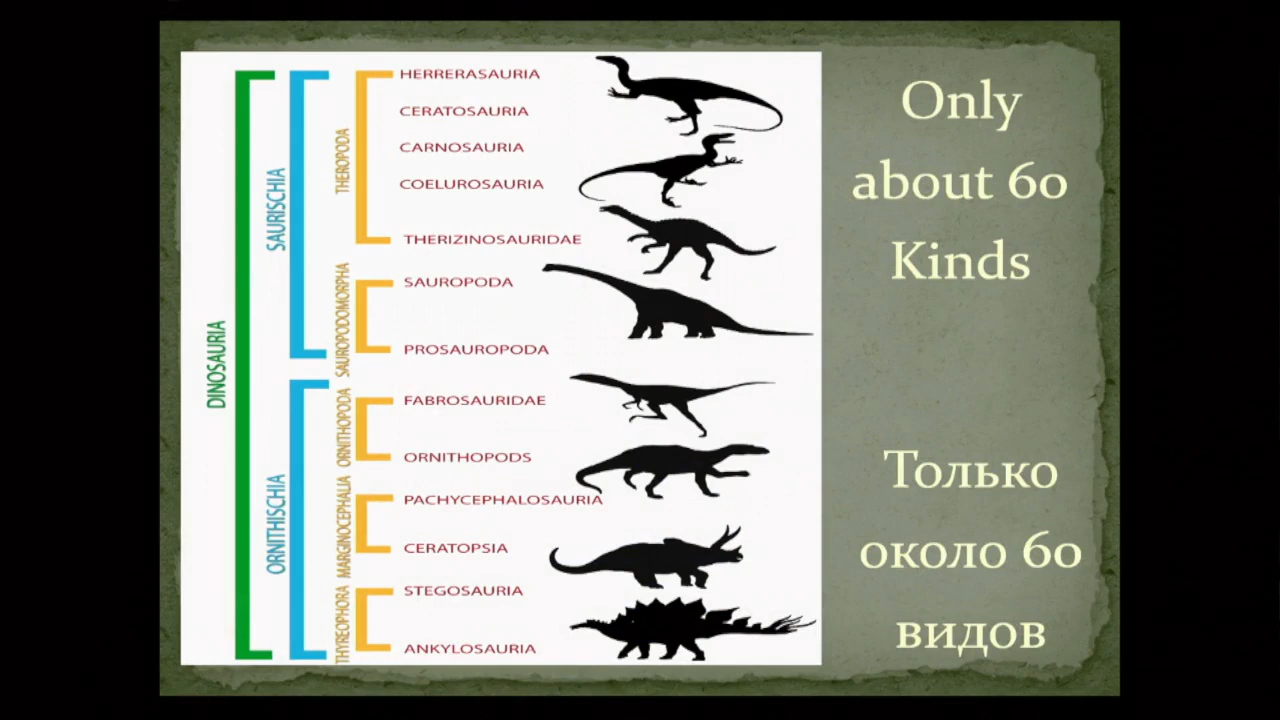 DINOSAURIA
SAURISCHIA
ORNITHISCHIA
THEROPODA
SAUROPODOMORPHA
ORNITHOPODA
MARGINOCEPHALIA
THYREOPHORA
HERRERASAURIA
CERATOSAURIA
CARNOSAURIA
COELUROSAURIA
THERIZINOSAURIDAE
SAUROPODA
PROSAUROPODA
FABROSAURIDAE
ORNITHOPODS
PACHYCEPHALOSAURIA
CERATOPSIA
STEGOSAURIA
ANKYLOSAURIA
Only
about 60
Kinds
Только
около 60
видов